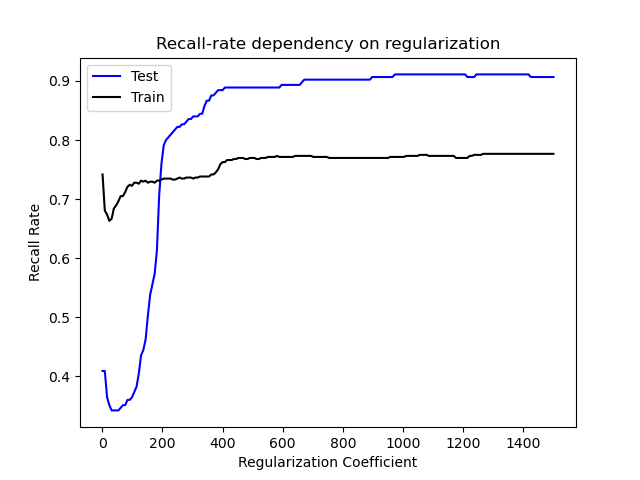 Recall-rate dependency on regularization
Test
Train
0.9
0.8
0.7
0.6
0.5
0.4
Recall Rate
0 200 400 600 800 1000 1200 1400
Regularization Coefficient